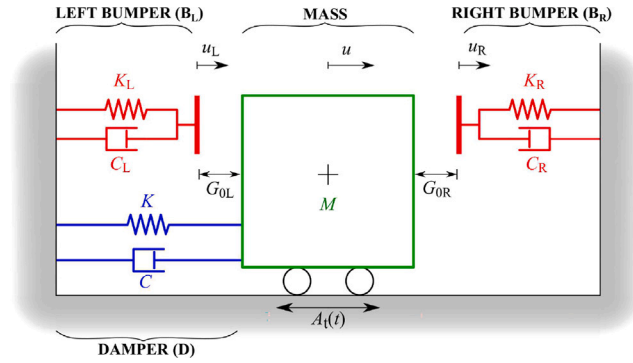 LEFT BUMPER (B_L) MASS RIGHT BUMPER (B_R)
u_L u u_R
K_L K_R
C_L C_R
G_0L G_0R
M
K
C
A_t(t)
DAMPER (D)